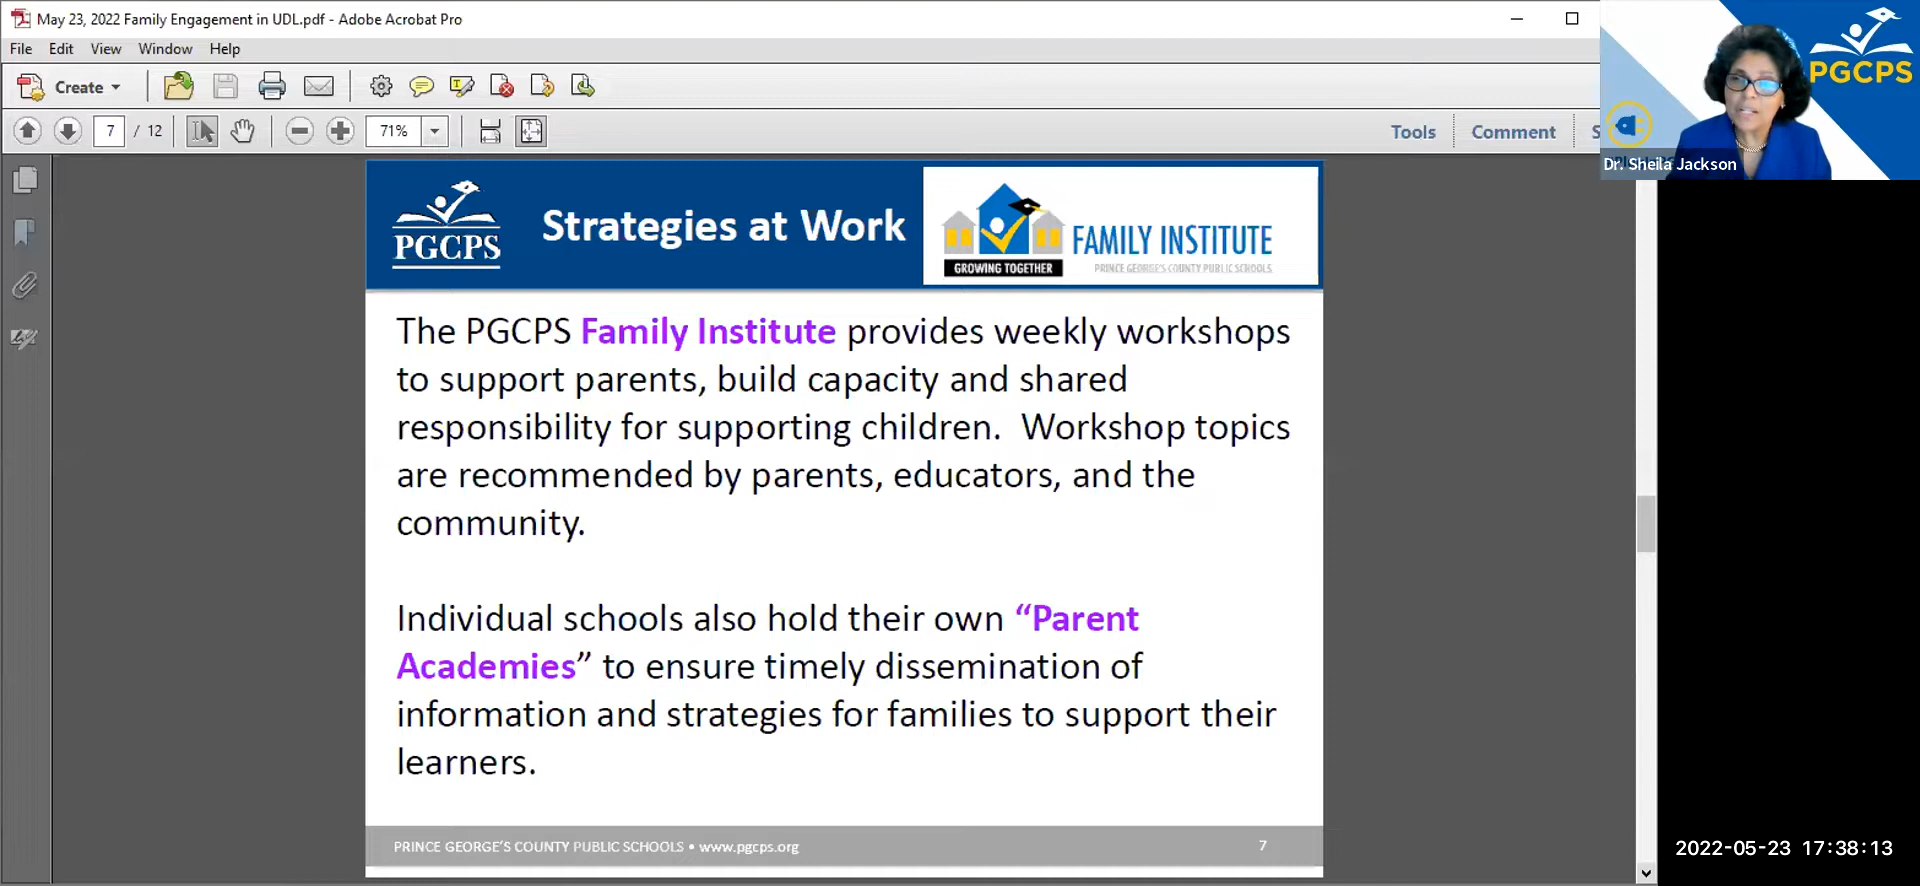 May 23, 2022 Family Engagement in UDL.pdf - Adobe Acrobat Pro
File Edit View Window Help
Create
7 / 12
71%
Tools Comment
PGCPS
Dr. Sheila Jackson
PGCPS
Strategies at Work
FAMILY INSTITUTE
GROWING TOGETHER
PRINCE GEORGE'S COUNTY PUBLIC SCHOOLS
The PGCPS Family Institute provides weekly workshops
to support parents, build capacity and shared
responsibility for supporting children. Workshop topics
are recommended by parents, educators, and the
community.
Individual schools also hold their own “Parent
Academies” to ensure timely dissemination of
information and strategies for families to support their
learners.
PRINCE GEORGE’S COUNTY PUBLIC SCHOOLS • www.pgcps.org
7
2022-05-23 17:38:13